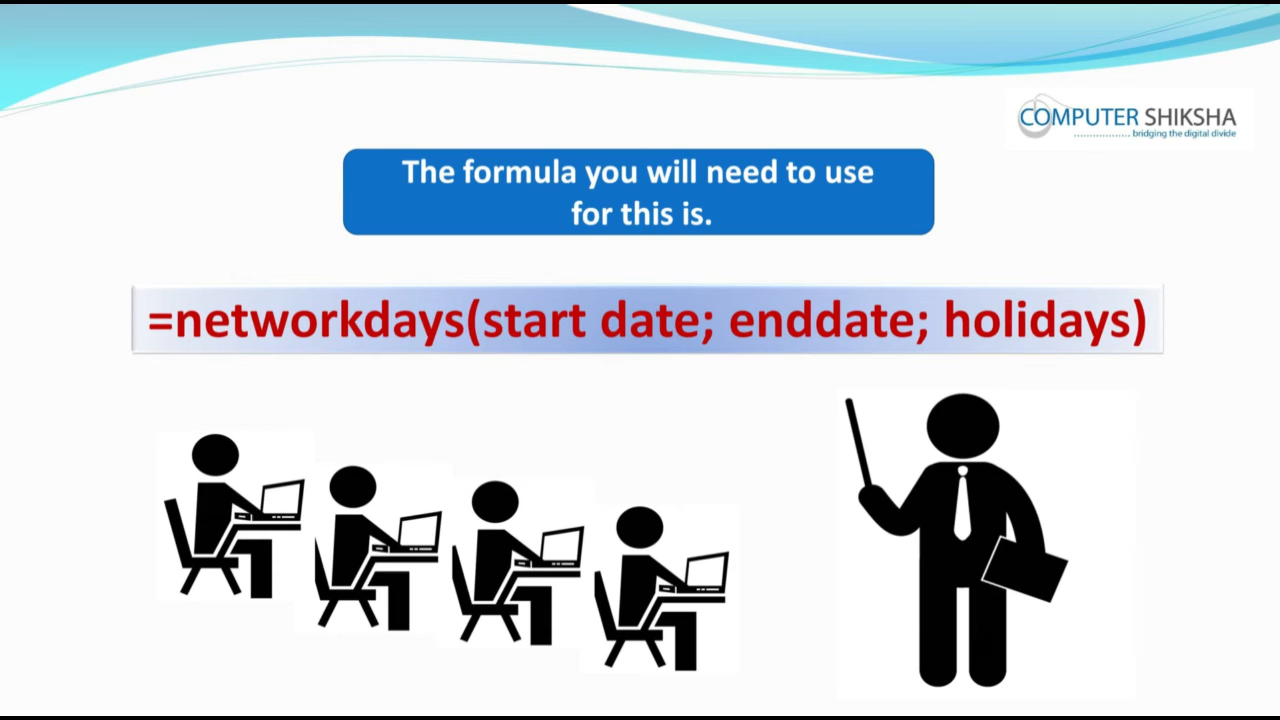 COMPUTER SHIKSHA
bridging the digital divide
The formula you will need to use
for this is.
=networkdays(start date; enddate; holidays)